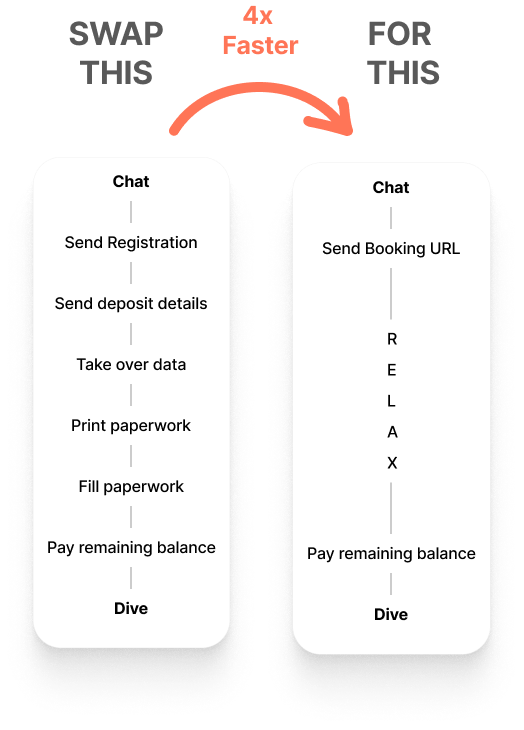 SWAP
THIS
4x
Faster
FOR
THIS
Chat
Send Registration
Send deposit details
Take over data
Print paperwork
Fill paperwork
Pay remaining balance
Dive
Chat
Send Booking URL
R
E
L
A
X
Pay remaining balance
Dive